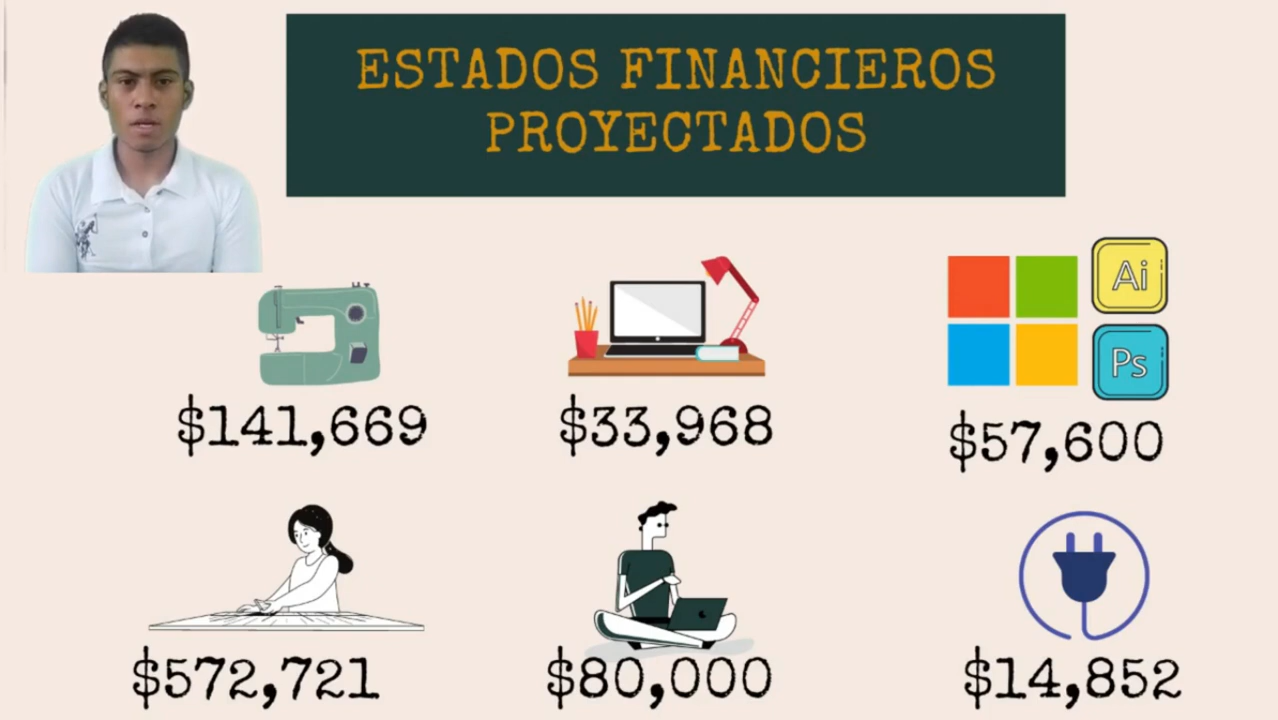 ESTADOS FINANCIEROS
PROYECTADOS
Ai
Ps
$141,669
$33,968
$57,600
$572,721
$80,000
$14,852